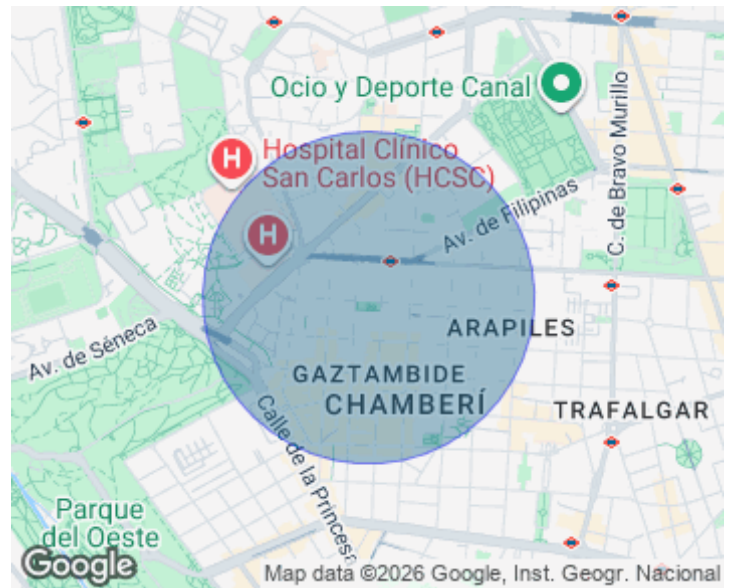 Ocio y Deporte Canal
H
Hospital Clínico
San Carlos (HCSC)
H
C. de Bravo Murillo
Av. de Filipinas
Av. de Séneca
ARAPILES
GAZTAMBIDE
CHAMBERÍ
TRAFALGAR
Calle de la Princesa
Parque
del Oeste
Google
Map data ©2026 Google, Inst. Geogr. Nacional